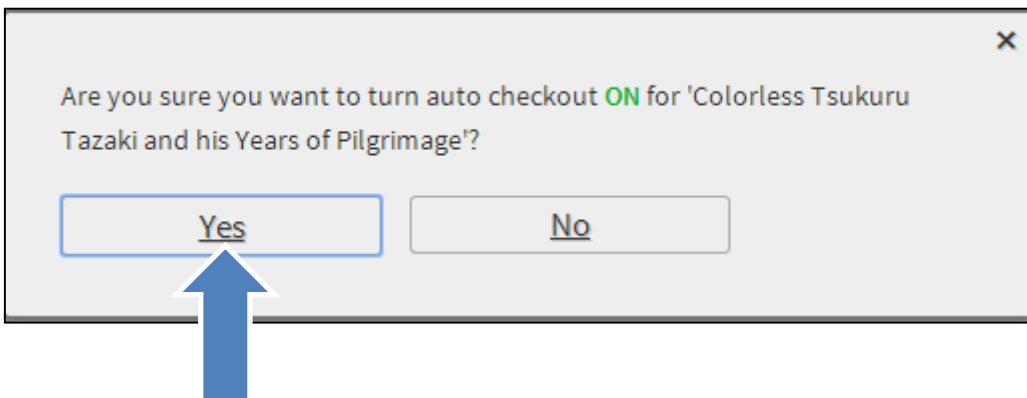 Are you sure you want to turn auto checkout ON for 'Colorless Tsukuru
Tazaki and his Years of Pilgrimage'?
Yes No